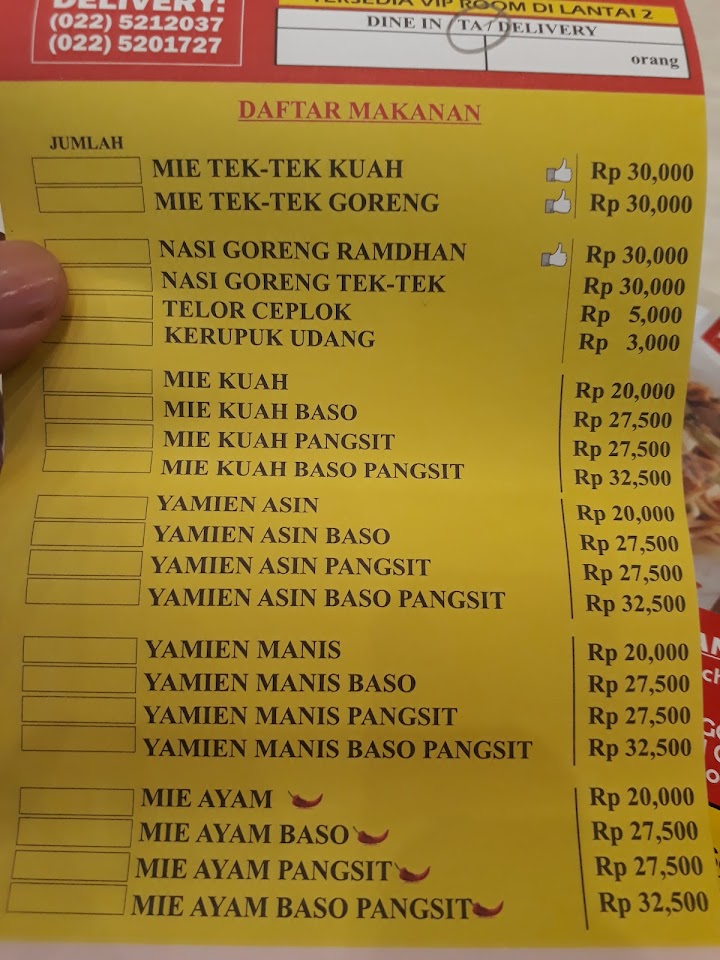 DELIVERY:
(022) 5212037
(022) 5201727
TERSEDIA VIP ROOM DI LANTAI 2
DINE IN / TA / DELIVERY
orang
DAFTAR MAKANAN
JUMLAH
MIE TEK-TEK KUAH Rp 30,000
MIE TEK-TEK GORENG Rp 30,000
NASI GORENG RAMDHAN Rp 30,000
NASI GORENG TEK-TEK Rp 30,000
TELOR CEPLOK Rp 5,000
KERUPUK UDANG Rp 3,000
MIE KUAH Rp 20,000
MIE KUAH BASO Rp 27,500
MIE KUAH PANGSIT Rp 27,500
MIE KUAH BASO PANGSIT Rp 32,500
YAMIEN ASIN Rp 20,000
YAMIEN ASIN BASO Rp 27,500
YAMIEN ASIN PANGSIT Rp 27,500
YAMIEN ASIN BASO PANGSIT Rp 32,500
YAMIEN MANIS Rp 20,000
YAMIEN MANIS BASO Rp 27,500
YAMIEN MANIS PANGSIT Rp 27,500
YAMIEN MANIS BASO PANGSIT Rp 32,500
MIE AYAM Rp 20,000
MIE AYAM BASO Rp 27,500
MIE AYAM PANGSIT Rp 27,500
MIE AYAM BASO PANGSIT Rp 32,500